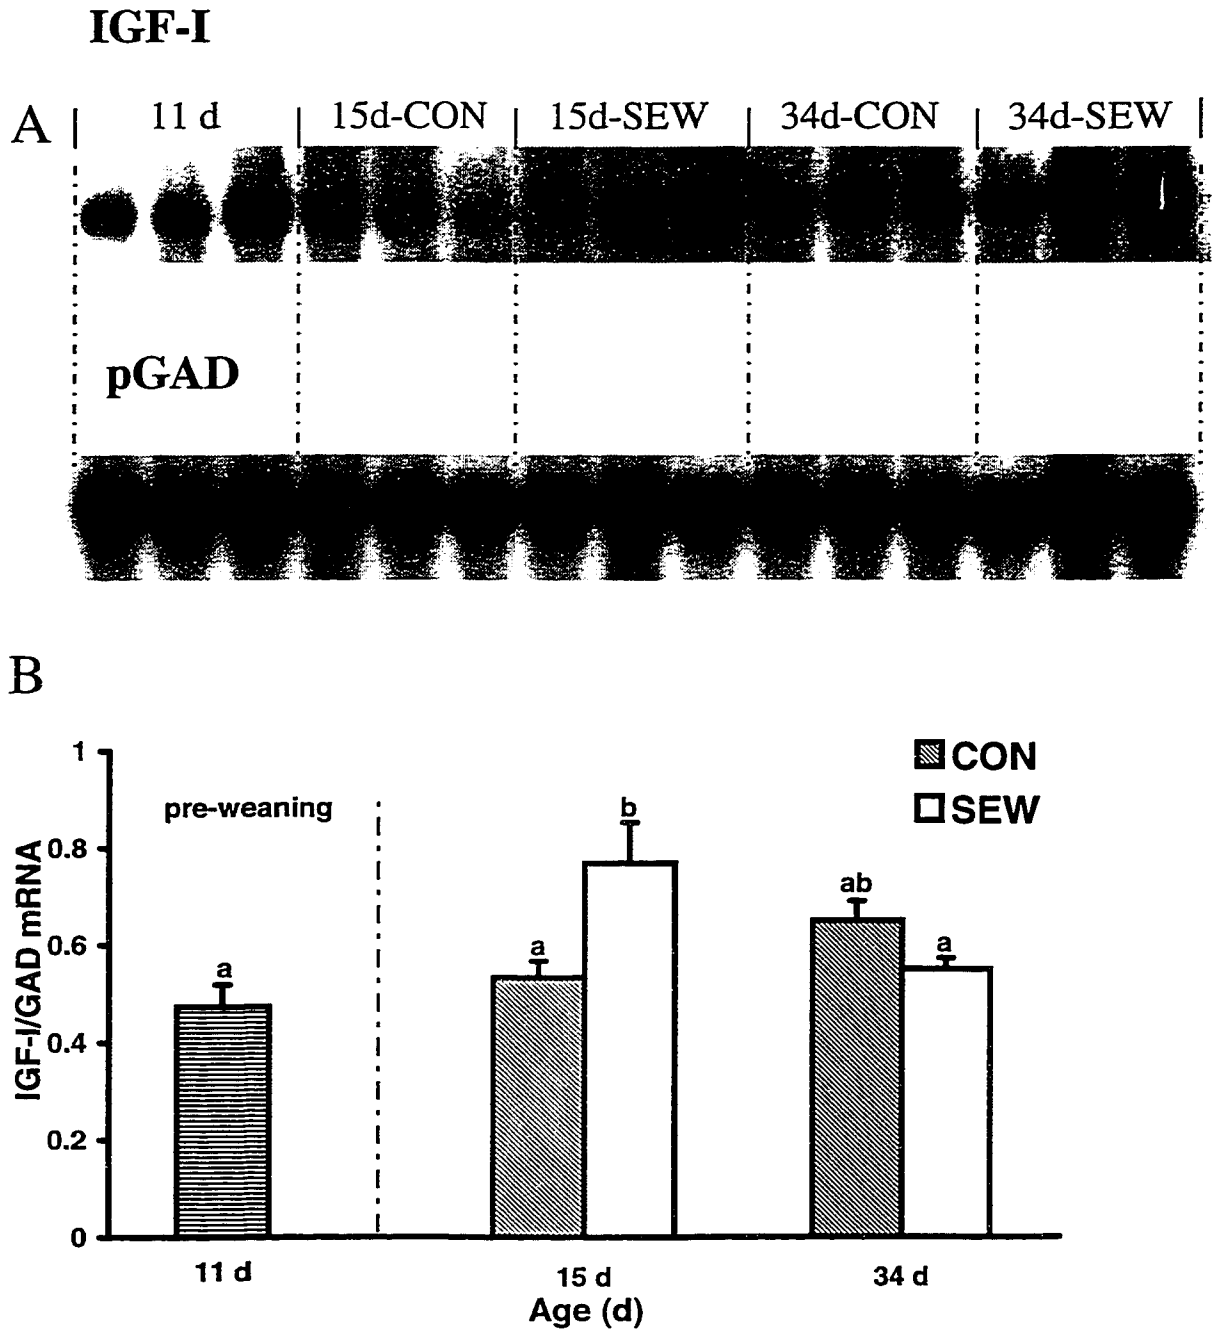 IGF-I
A
11 d
15d-CON
15d-SEW
34d-CON
34d-SEW
pGAD
B
CON
SEW
pre-weaning
IGF-I/GAD mRNA
1
0.8
0.6
0.4
0.2
0
a
a
b
ab
a
11 d
15 d
34 d
Age (d)